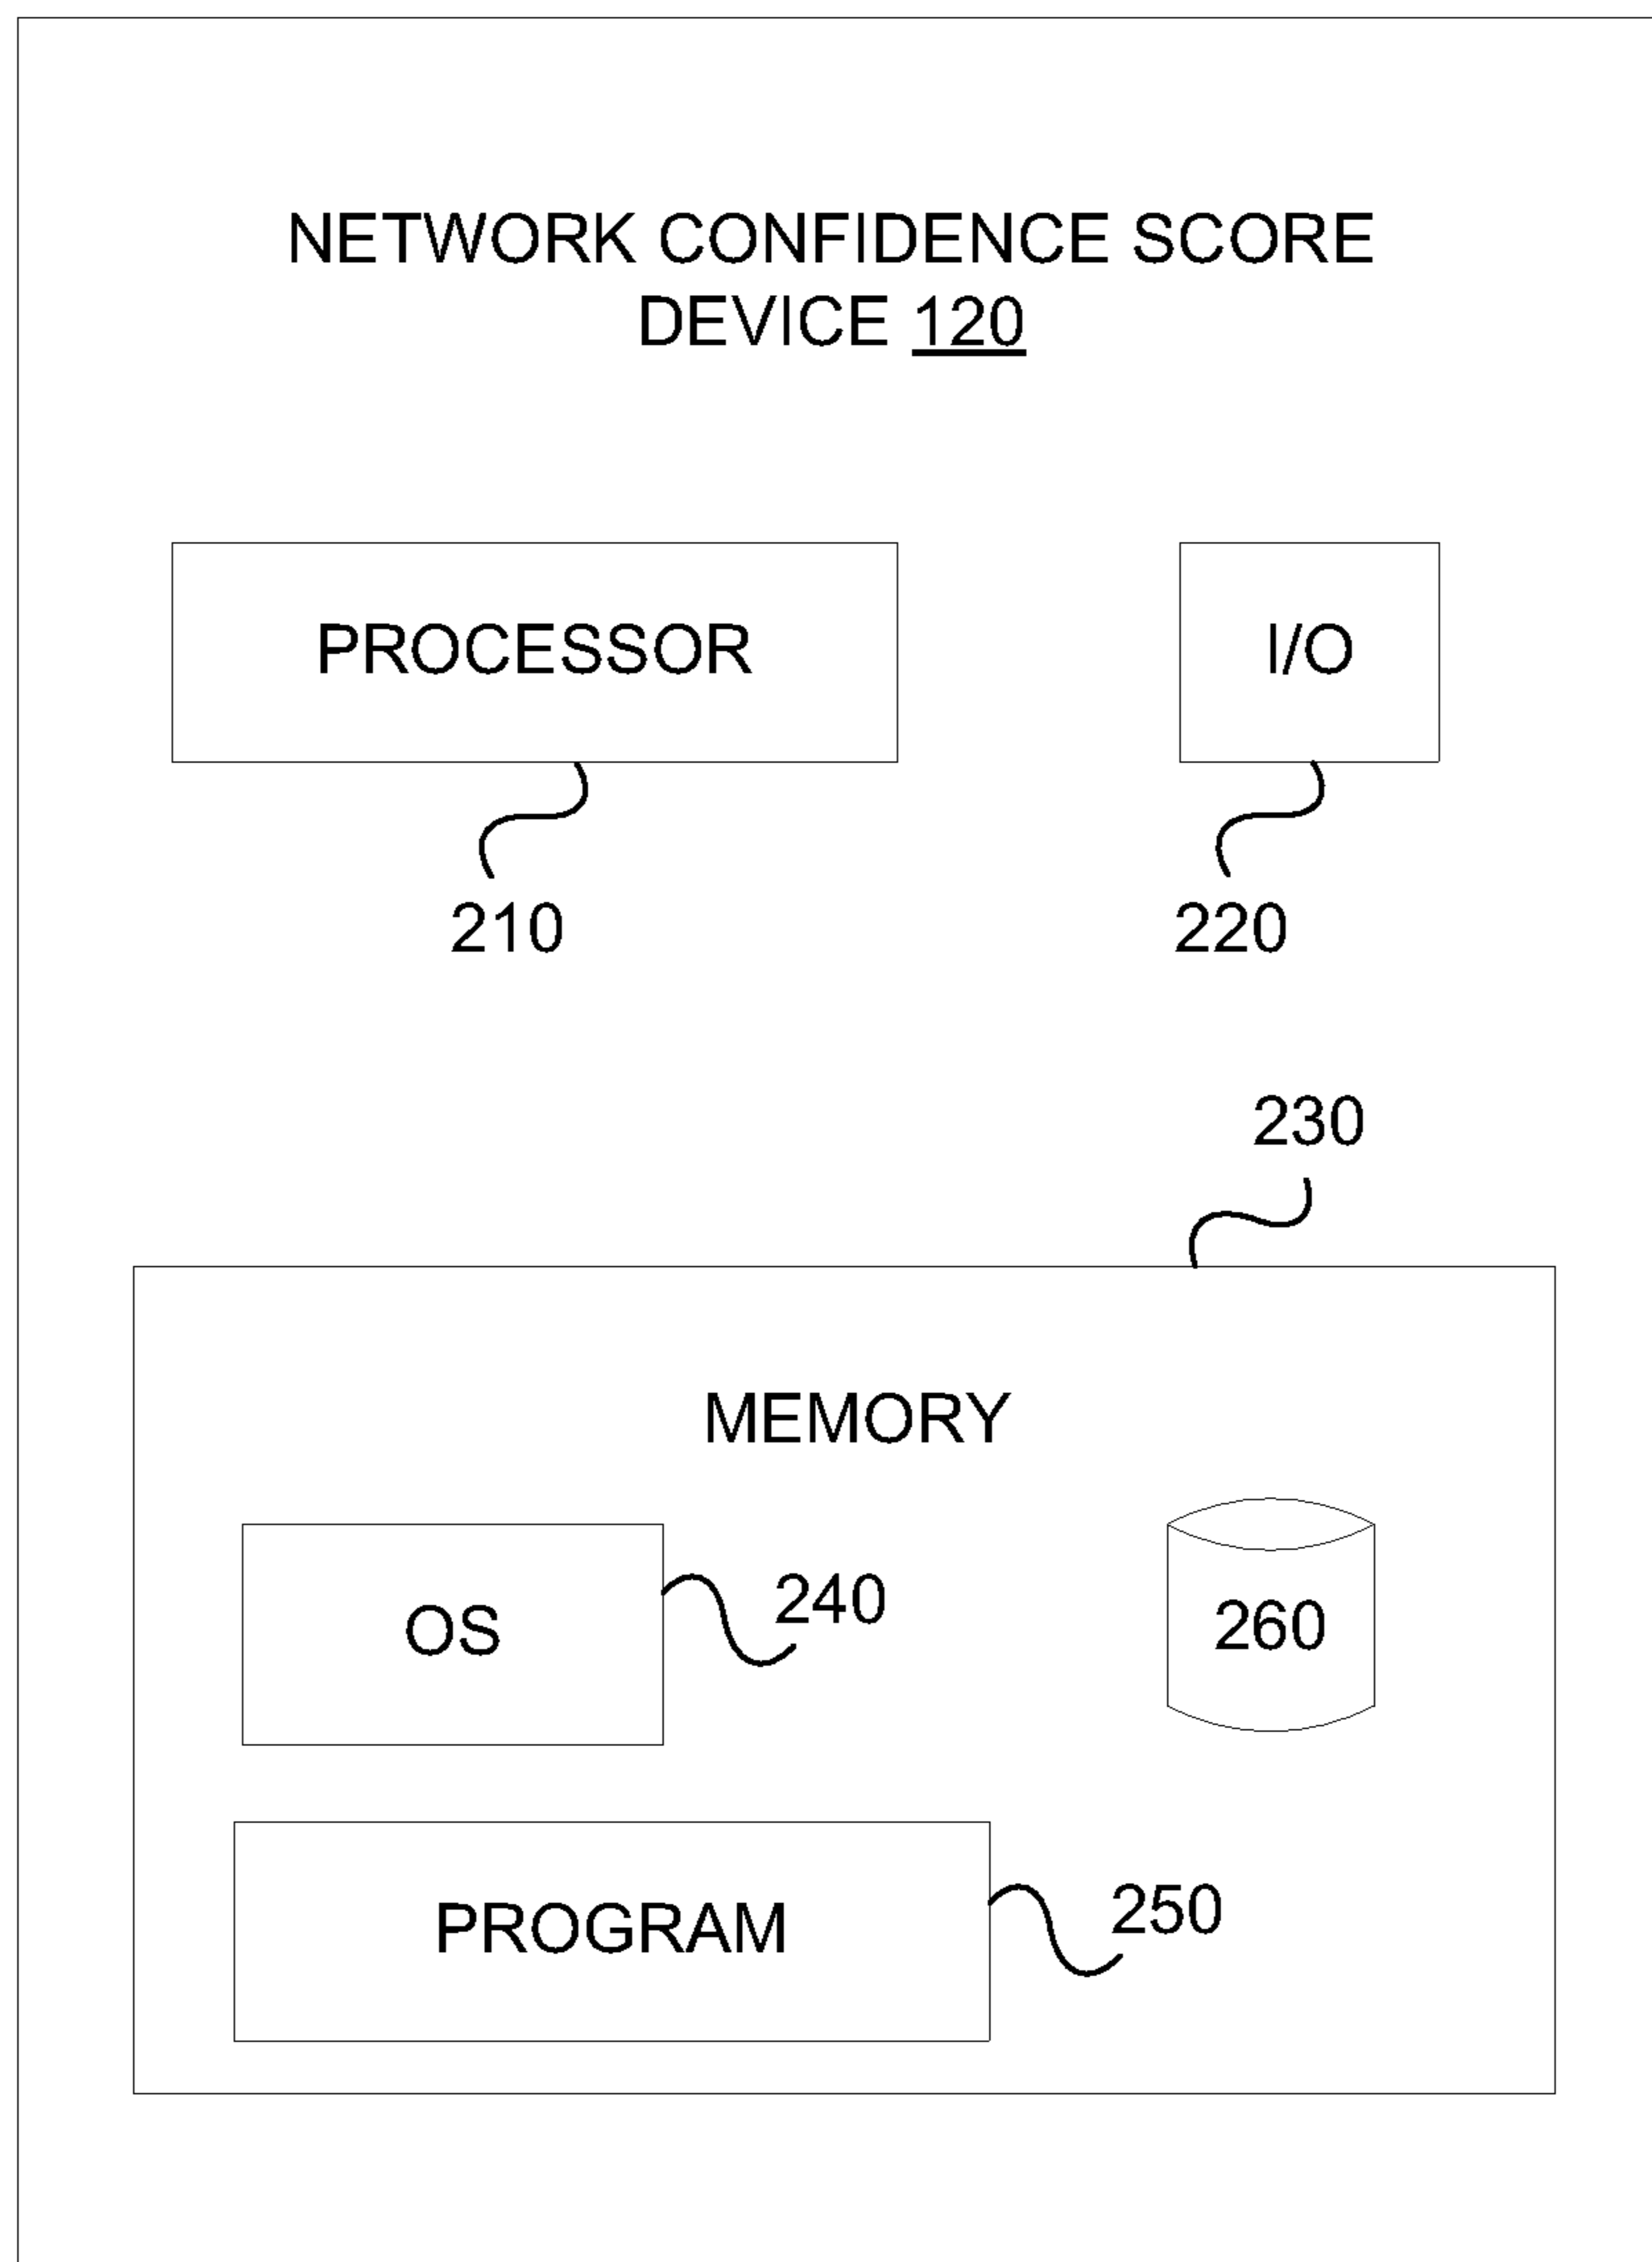 NETWORK CONFIDENCE SCORE
DEVICE 120
PROCESSOR
I/O
210
220
230
MEMORY
OS
240
260
PROGRAM
250